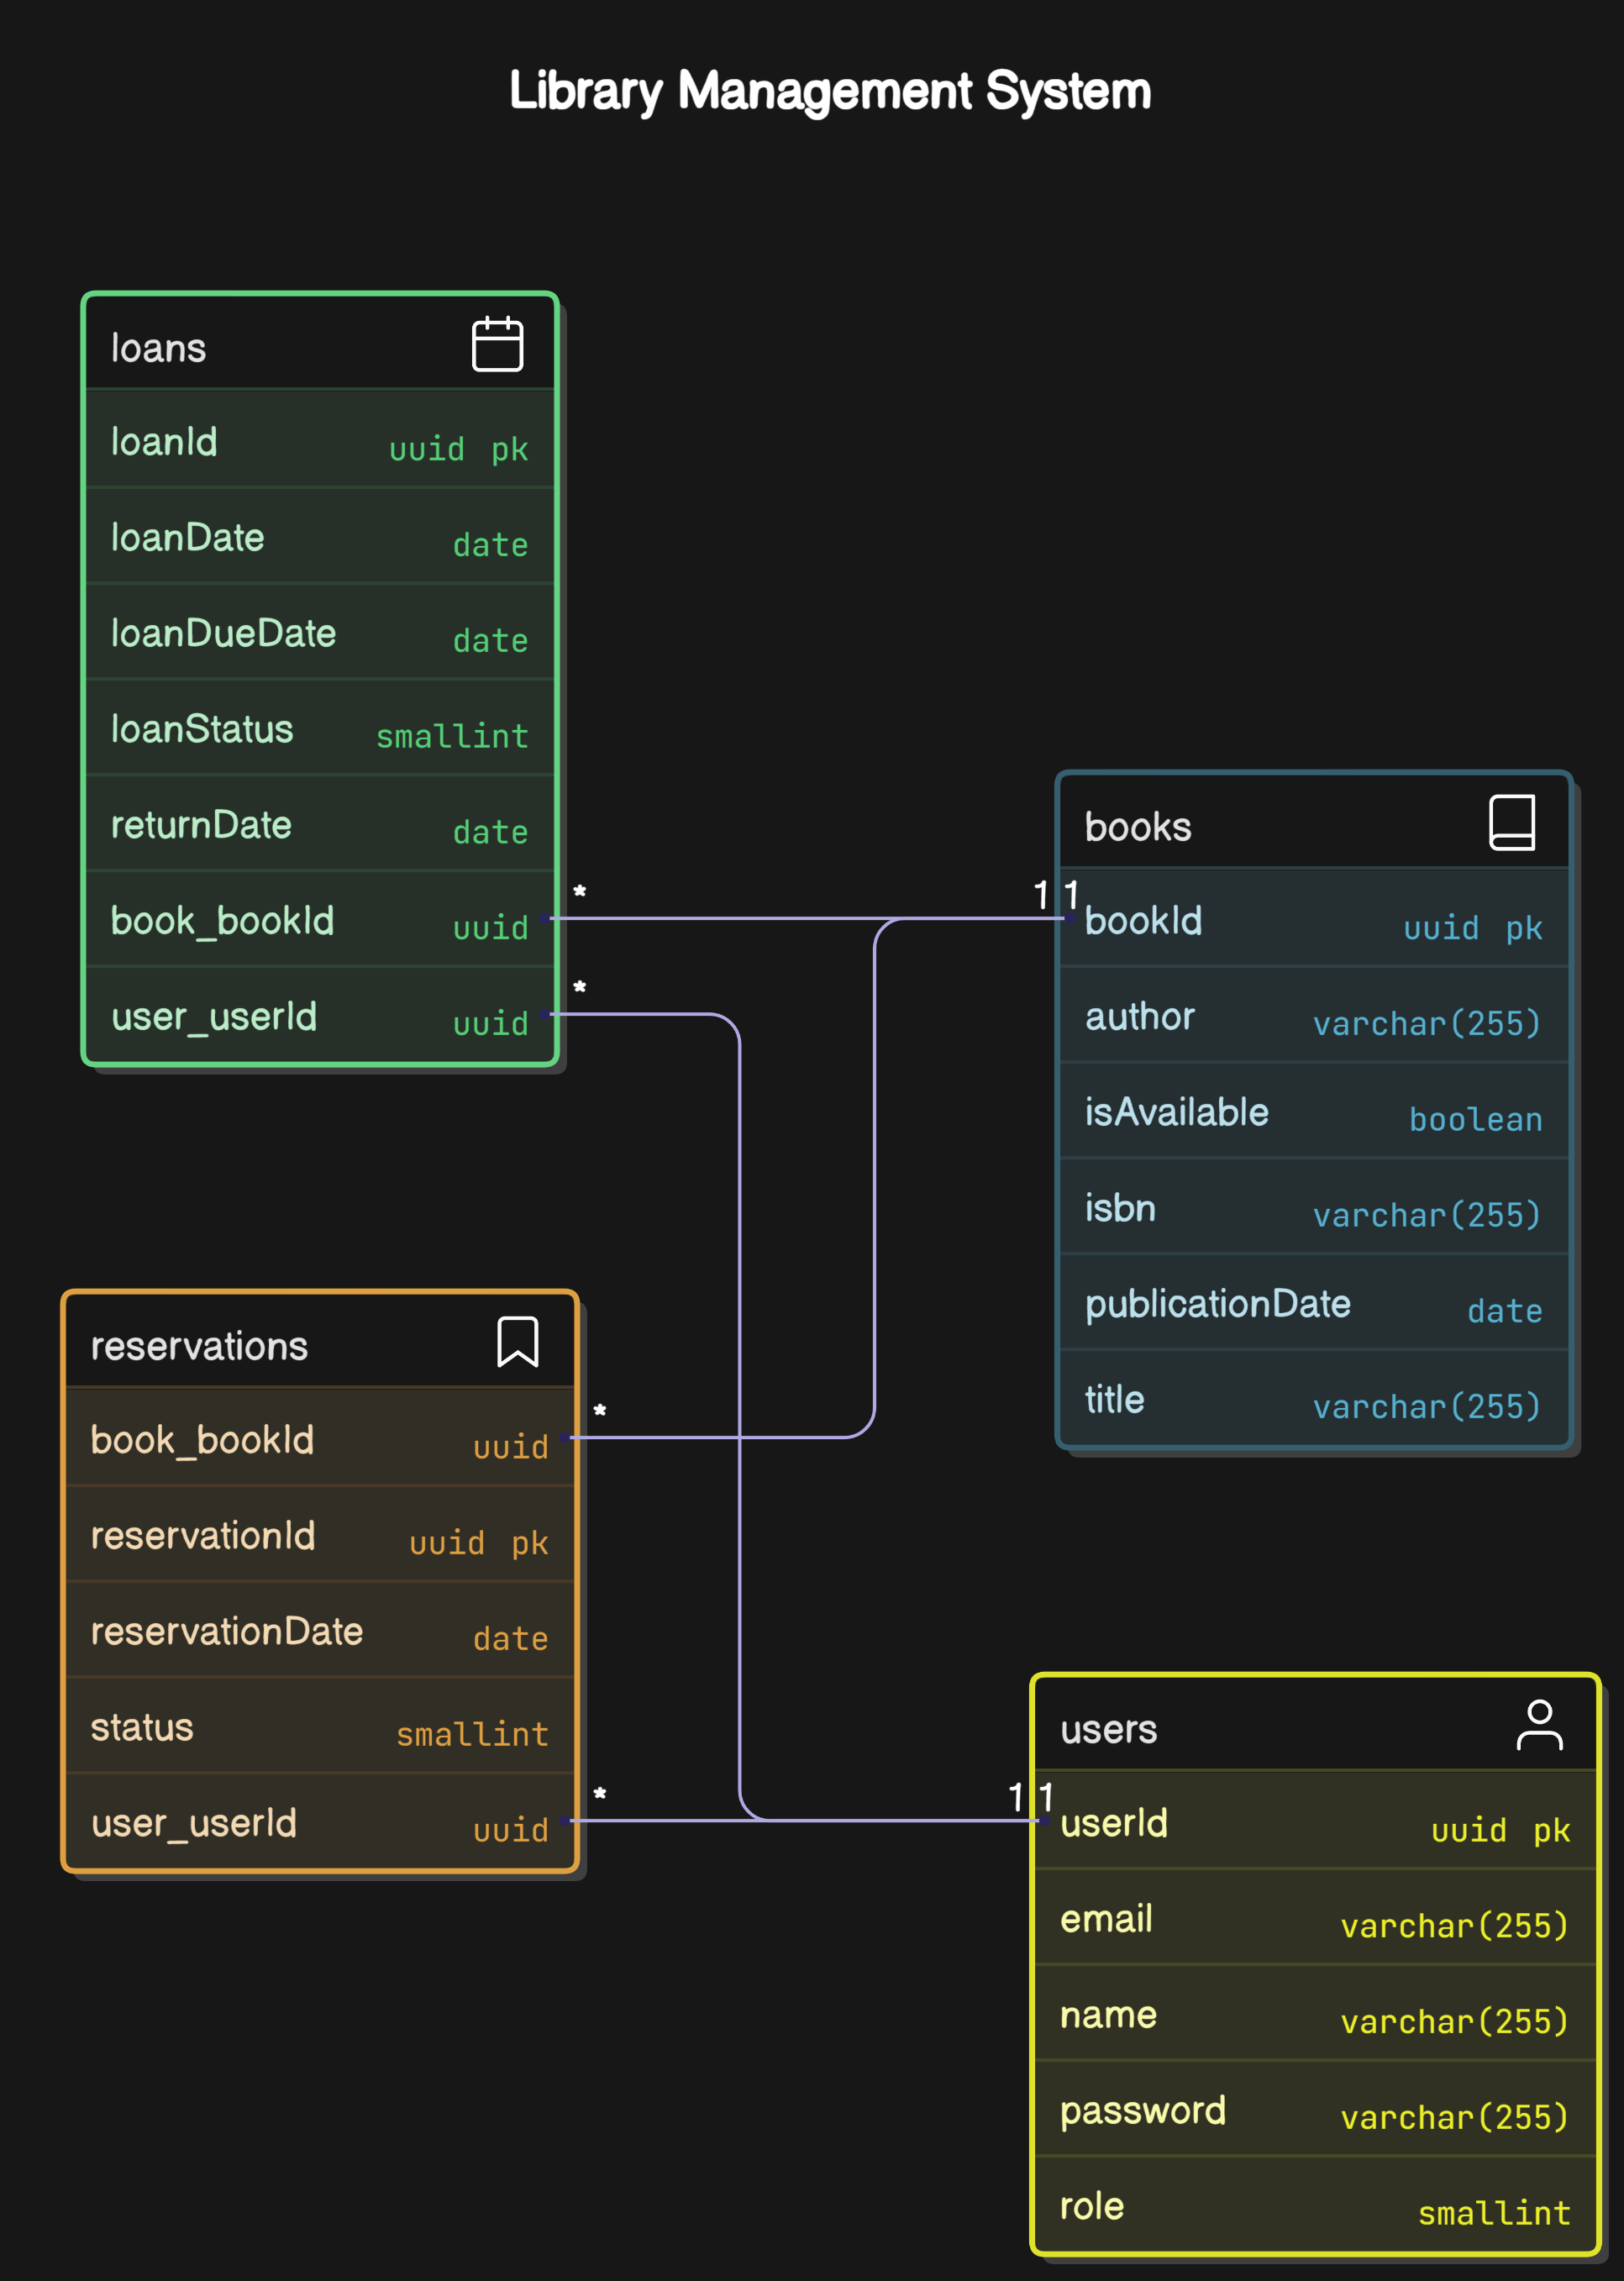 Library Management System
loans
loanId uuid pk
loanDate date
loanDueDate date
loanStatus smallint
returnDate date
book_bookId uuid
user_userId uuid
*
*
1 1
books
bookId uuid pk
author varchar(255)
isAvailable boolean
isbn varchar(255)
publicationDate date
title varchar(255)
reservations
book_bookId uuid
reservationId uuid pk
reservationDate date
status smallint
user_userId uuid
*
*
1 1
users
userId uuid pk
email varchar(255)
name varchar(255)
password varchar(255)
role smallint